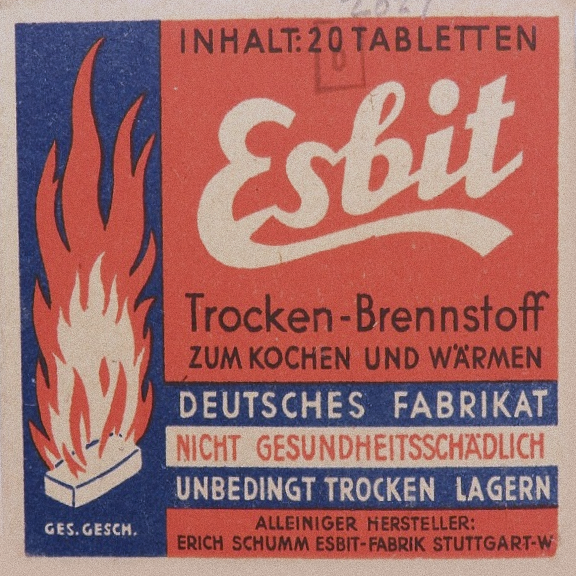 INHALT: 20 TABLETTEN
Esbit
Trocken-Brennstoff
ZUM KOCHEN UND WÄRMEN
DEUTSCHES FABRIKAT
NICHT GESUNDHEITSSCHÄDLICH
UNBEDINGT TROCKEN LAGERN
GES. GESCH.
ALLEINIGER HERSTELLER:
ERICH SCHUMM ESBIT-FABRIK STUTTGART-W